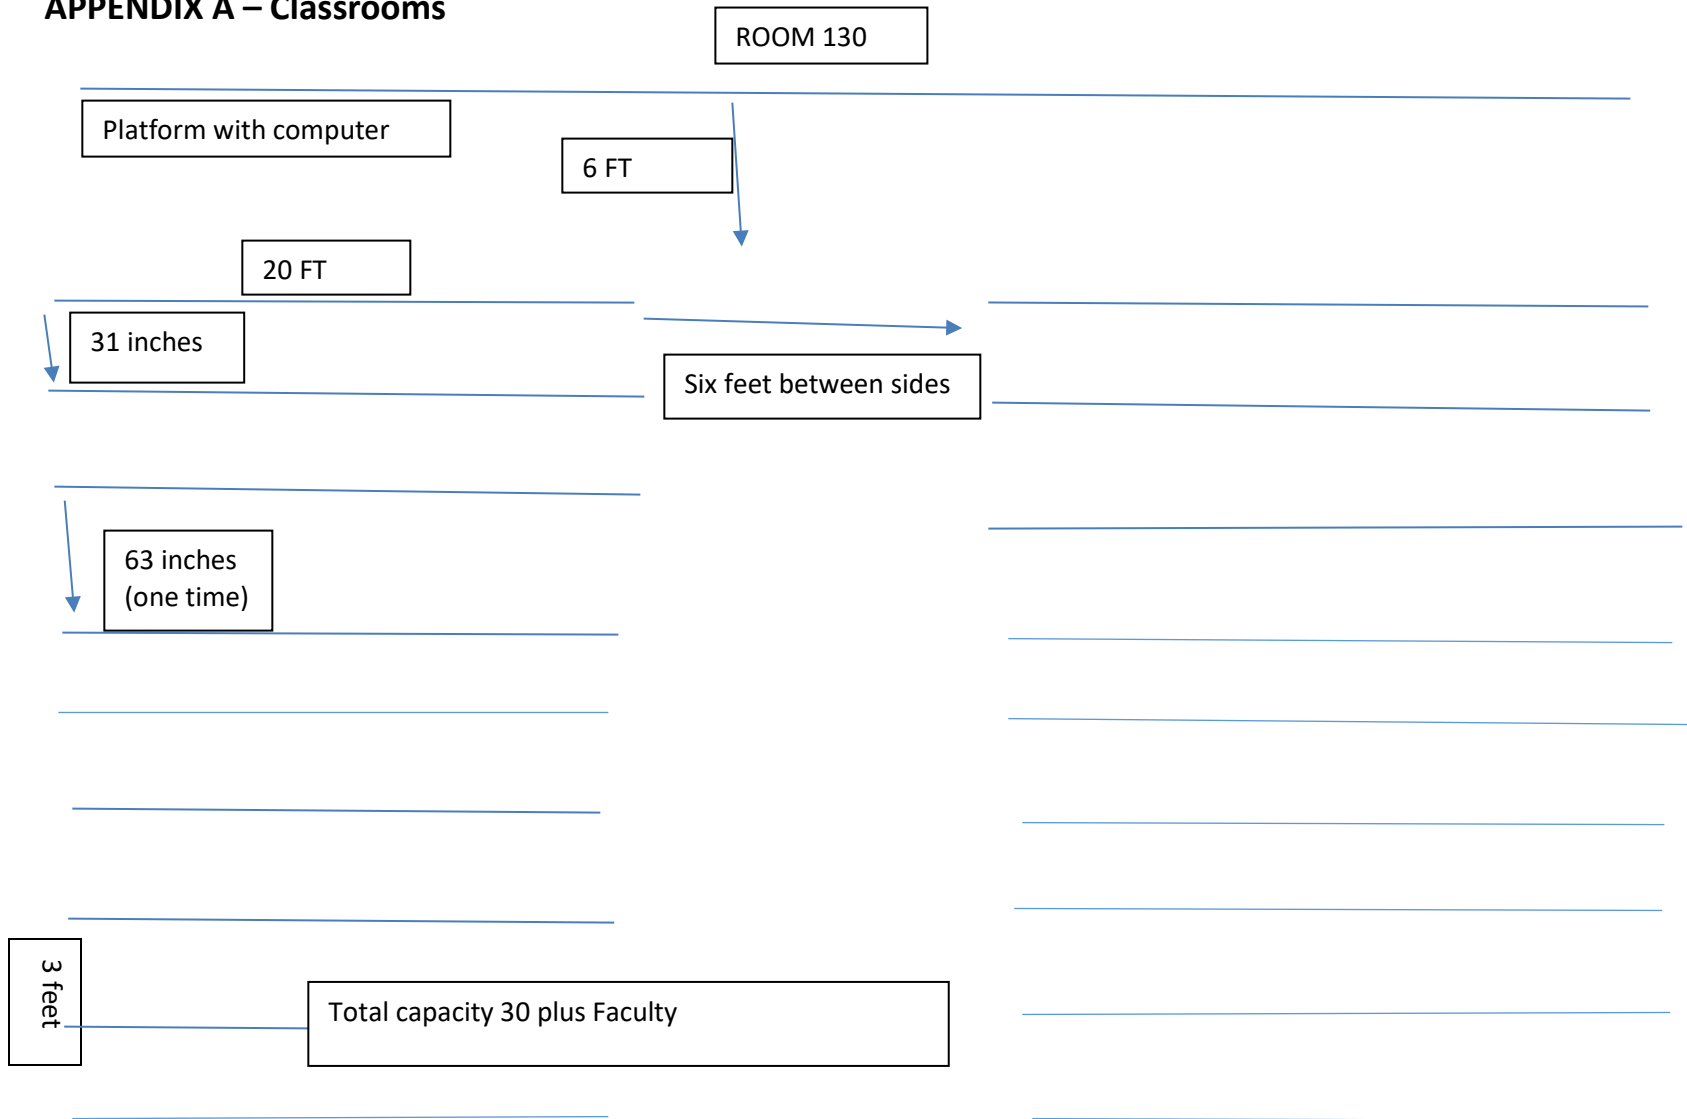 APPENDIX A – Classrooms
ROOM 130
Platform with computer
6 FT
20 FT
31 inches
Six feet between sides
63 inches
(one time)
3 feet
Total capacity 30 plus Faculty